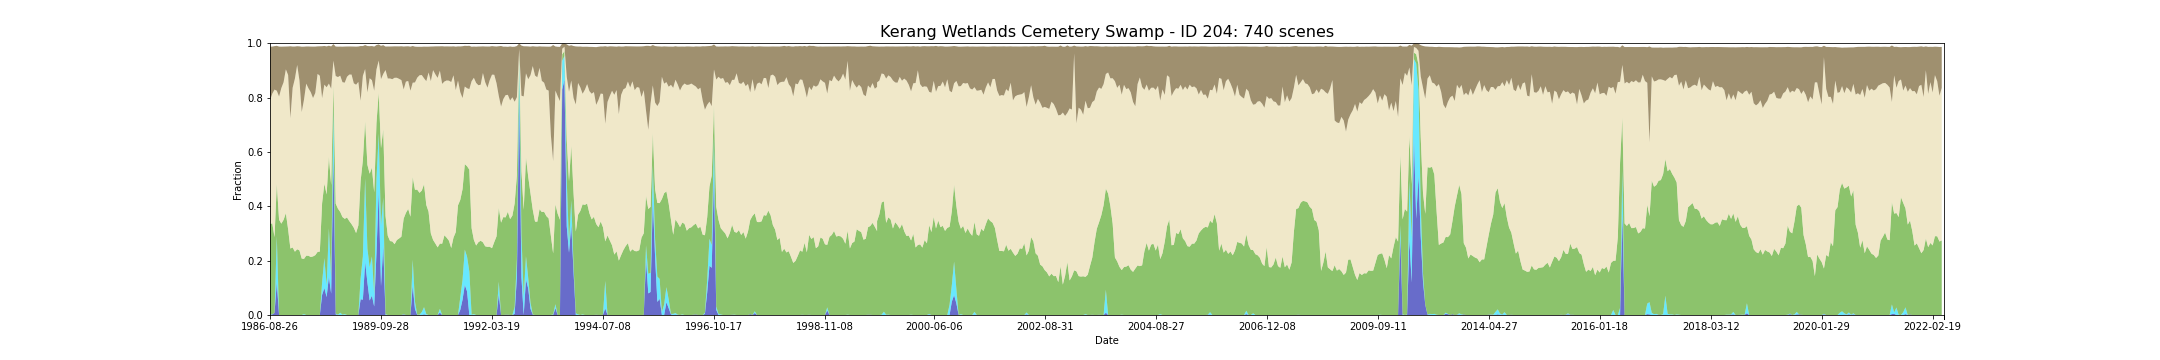 Kerang Wetlands Cemetery Swamp - ID 204: 740 scenes
1.0
0.8
0.6
0.4
0.2
0.0
Fraction
1986-08-26 1989-09-28 1992-03-19 1994-07-08 1996-10-17 1998-11-08 2000-06-06 2002-08-31 2004-08-27 2006-12-08 2009-09-11 2014-04-27 2016-01-18 2018-03-12 2020-01-29 2022-02-19
Date